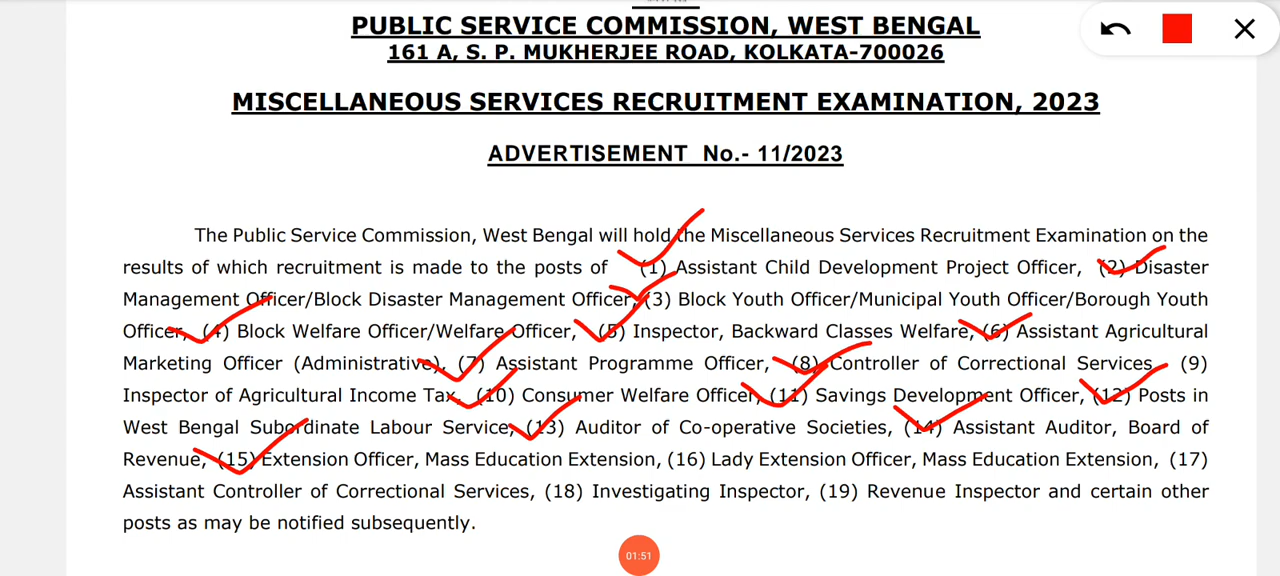 PUBLIC SERVICE COMMISSION, WEST BENGAL
161 A, S. P. MUKHERJEE ROAD, KOLKATA-700026
MISCELLANEOUS SERVICES RECRUITMENT EXAMINATION, 2023
ADVERTISEMENT No.- 11/2023
The Public Service Commission, West Bengal will hold the Miscellaneous Services Recruitment Examination on the
results of which recruitment is made to the posts of (1) Assistant Child Development Project Officer, (2) Disaster
Management Officer/Block Disaster Management Officer, (3) Block Youth Officer/Municipal Youth Officer/Borough Youth
Officer, (4) Block Welfare Officer/Welfare Officer, (5) Inspector, Backward Classes Welfare, (6) Assistant Agricultural
Marketing Officer (Administrative), (7) Assistant Programme Officer, (8) Controller of Correctional Services, (9)
Inspector of Agricultural Income Tax, (10) Consumer Welfare Officer, (11) Savings Development Officer, (12) Posts in
West Bengal Subordinate Labour Service, (13) Auditor of Co-operative Societies, (14) Assistant Auditor, Board of
Revenue, (15) Extension Officer, Mass Education Extension, (16) Lady Extension Officer, Mass Education Extension, (17)
Assistant Controller of Correctional Services, (18) Investigating Inspector, (19) Revenue Inspector and certain other
posts as may be notified subsequently.
01:51